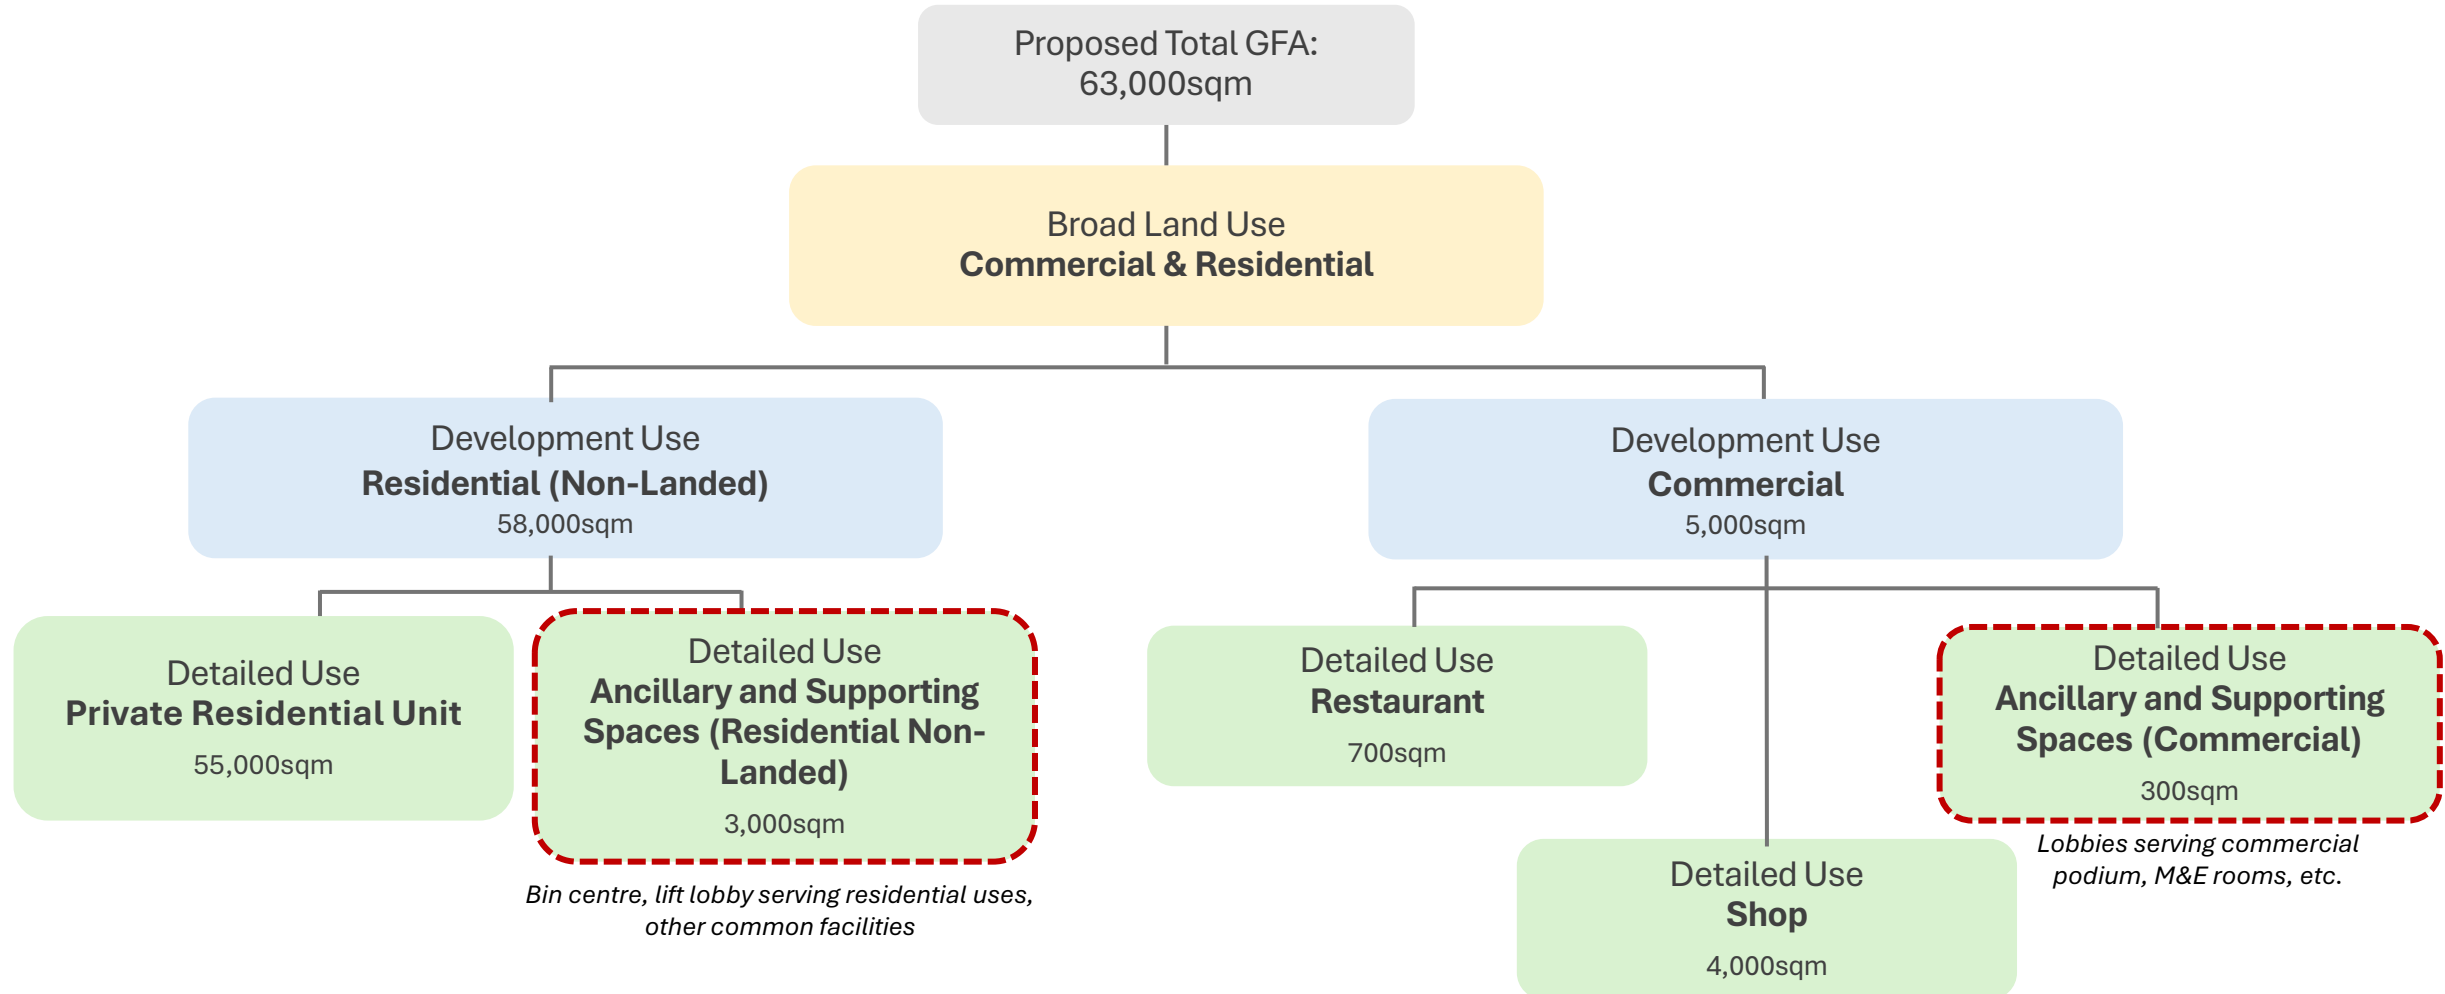 Proposed Total GFA:
63,000sqm
Broad Land Use
Commercial & Residential
Development Use
Residential (Non-Landed)
58,000sqm
Development Use
Commercial
5,000sqm
Detailed Use
Private Residential Unit
55,000sqm
Detailed Use
Ancillary and Supporting
Spaces (Residential Non-
Landed)
3,000sqm
Bin centre, lift lobby serving residential uses,
other common facilities
Detailed Use
Restaurant
700sqm
Detailed Use
Shop
4,000sqm
Detailed Use
Ancillary and Supporting
Spaces (Commercial)
300sqm
Lobbies serving commercial
podium, M&E rooms, etc.